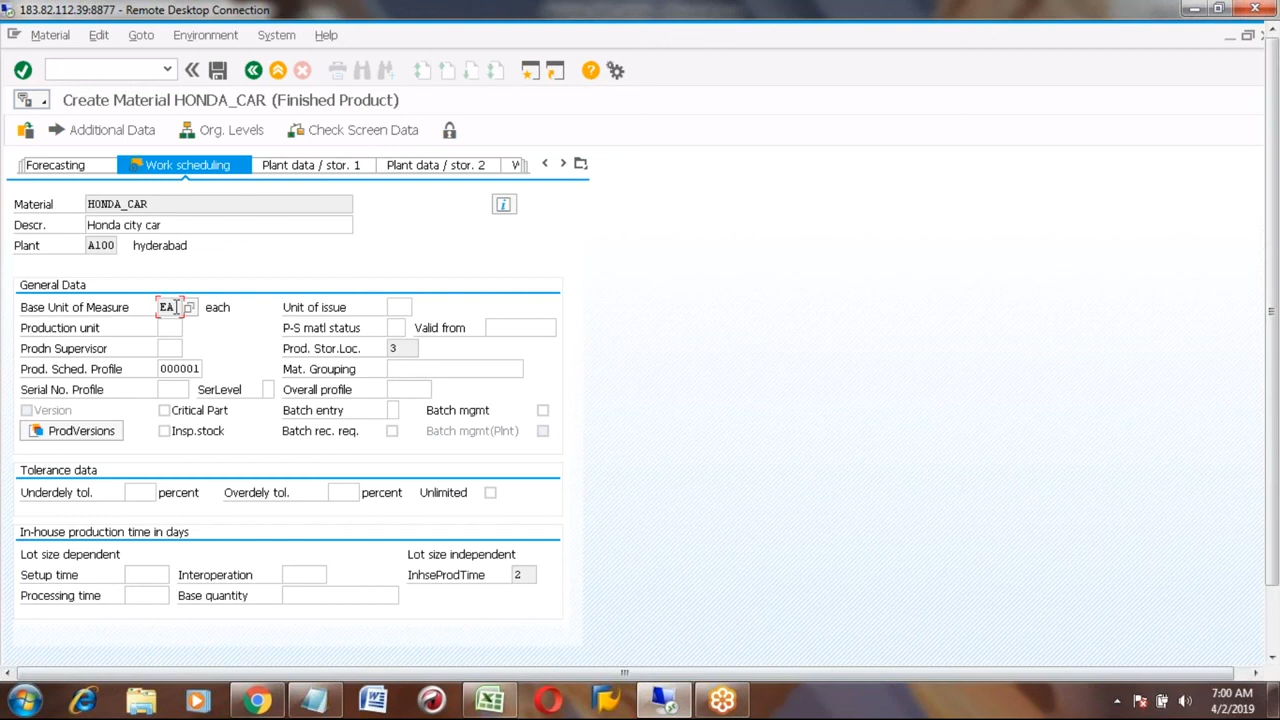 183.82.112.39:8877 - Remote Desktop Connection
Material Edit Goto Environment System Help
Create Material HONDA_CAR (Finished Product)
Additional Data Org. Levels Check Screen Data
Forecasting Work scheduling Plant data / stor. 1 Plant data / stor. 2
Material HONDA_CAR
Descr. Honda city car
Plant A100 hyderabad
General Data
Base Unit of Measure EA each Unit of issue
Production unit P-S matl status Valid from
Prodn Supervisor Prod. Stor.Loc. 3
Prod. Sched. Profile 000001 Mat. Grouping
Serial No. Profile SerLevel Overall profile
Version Critical Part Batch entry Batch mgmt
ProdVersions Insp.stock Batch rec. req. Batch mgmt(Plnt)
Tolerance data
Underdely tol. percent Overdely tol. percent Unlimited
In-house production time in days
Lot size dependent Lot size independent
Setup time Interoperation InhseProdTime 2
Processing time Base quantity
7:00 AM
4/2/2019